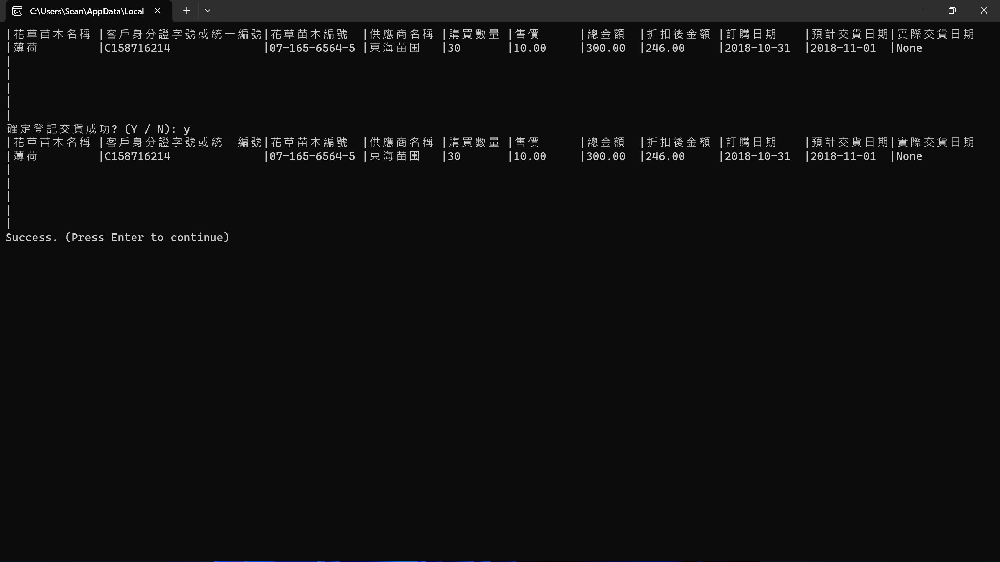 C:\Users\Sean\AppData\Local
|花草苗木名稱 |客戶身分證字號或統一編號|花草苗木編號 |供應商名稱 |購買數量 |售價 |總金額 |折扣後金額 |訂購日期 |預計交貨日期|實際交貨日期
|薄荷 |C158716214 |07-165-6564-5 |東海苗圃 |30 |10.00 |300.00 |246.00 |2018-10-31 |2018-11-01 |None
|
|
|
|
|
確定登記交貨成功? (Y / N): y
|花草苗木名稱 |客戶身分證字號或統一編號|花草苗木編號 |供應商名稱 |購買數量 |售價 |總金額 |折扣後金額 |訂購日期 |預計交貨日期|實際交貨日期
|薄荷 |C158716214 |07-165-6564-5 |東海苗圃 |30 |10.00 |300.00 |246.00 |2018-10-31 |2018-11-01 |None
|
|
|
|
|
Success. (Press Enter to continue)